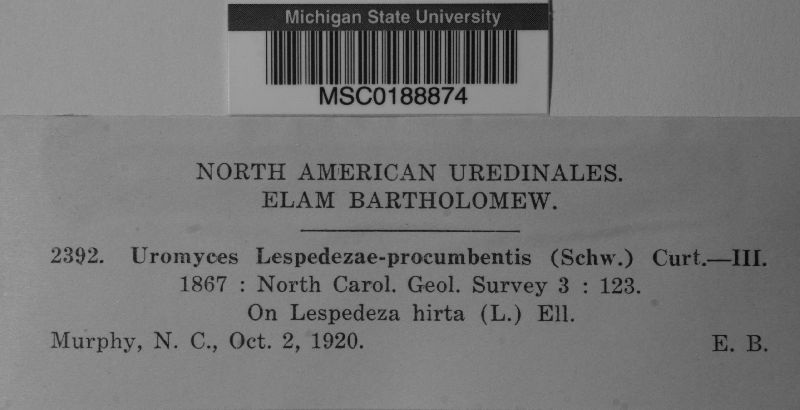 Michigan State University
MSC0188874
NORTH AMERICAN UREDINALES.
ELAM BARTHOLOMEW.
2392. Uromyces Lespedezae-procumbentis (Schw.) Curt.—III.
1867 : North Carol. Geol. Survey 3 : 123.
On Lespedeza hirta (L.) Ell.
Murphy, N. C., Oct. 2, 1920. E. B.